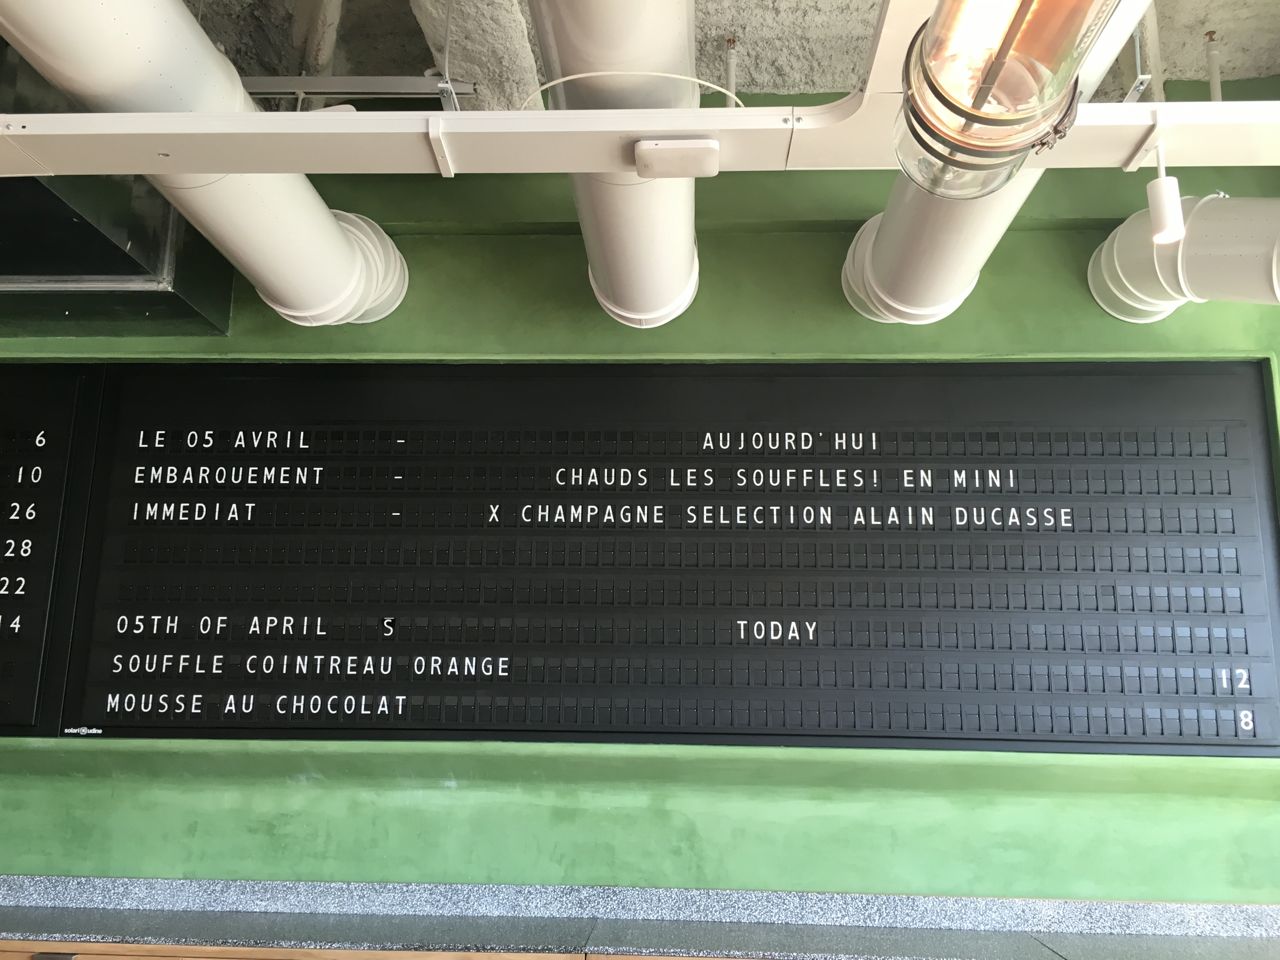 6
10
26
28
22
14
LE 05 AVRIL - AUJOURD'HUI
EMBARQUEMENT - CHAUDS LES SOUFFLES! EN MINI
IMMEDIAT - X CHAMPAGNE SELECTION ALAIN DUCASSE
05TH OF APRIL S TODAY
SOUFFLE COINTREAU ORANGE 12
MOUSSE AU CHOCOLAT 8
solari udine